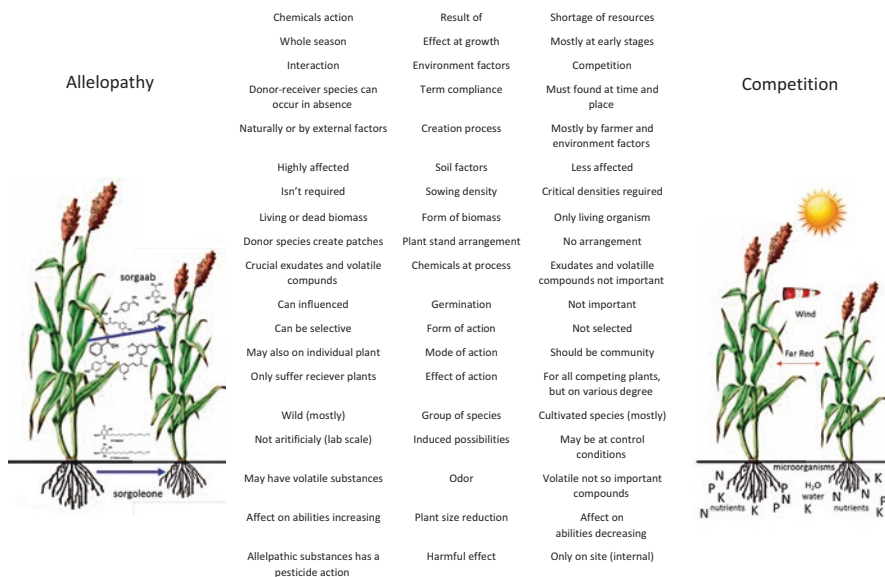 Allelopathy
Competition
Chemicals action Result of Shortage of resources
Whole season Effect at growth Mostly at early stages
Interaction Environment factors Competition
Donor-receiver species can Term compliance Must found at time and
occur in absence place
Naturally or by external factors Creation process Mostly by farmer and
environment factors
Highly affected Soil factors Less affected
Isn't required Sowing density Critical densities reguired
Living or dead biomass Form of biomass Only living organism
Donor species create patches Plant stand arrangement No arrangement
Crucial exudates and volatile Chemicals at process Exudates and volatille
compunds compounds not important
Can influenced Germination Not important
Can be selective Form of action Not selected
May also on individual plant Mode of action Should be community
Only suffer reciever plants Effect of action For all competing plants,
but on various degree
Wild (mostly) Group of species Cultivated species (mostly)
Not aritificialy (lab scale) Induced possibilities May be at control
conditions
May have volatile substances Odor Volatile not so important
compounds
Affect on abilities increasing Plant size reduction Affect on
abilities decreasing
Allelpathic substances has a Harmful effect Only on site (internal)
pesticide action
sorgaab
sorgoleone
Wind
Far Red
microorganisms
N P K N nutrients K
H₂O
water
K
N P N P
N K P N K
nutrients